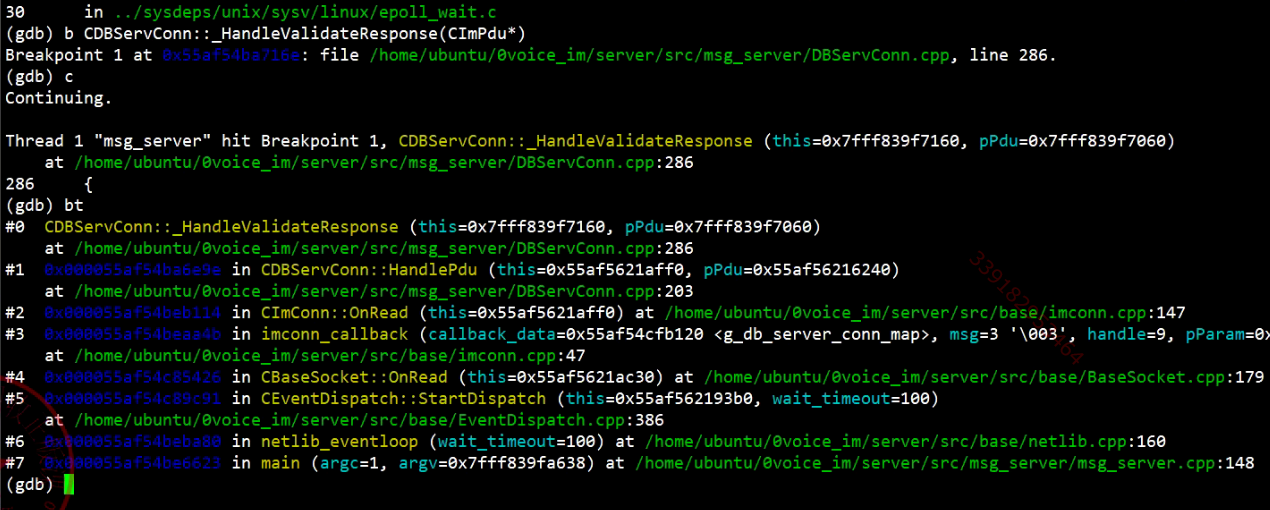 30      in ../sysdeps/unix/sysv/linux/epoll_wait.c
(gdb) b CDBServConn::_HandleValidateResponse(CImPdu*)
Breakpoint 1 at 0x55af54ba716e: file /home/ubuntu/0voice_im/server/src/msg_server/DBServConn.cpp, line 286.
(gdb) c
Continuing.
Thread 1 "msg_server" hit Breakpoint 1, CDBServConn::_HandleValidateResponse (this=0x7fff839f7160, pPdu=0x7fff839f7060)
    at /home/ubuntu/0voice_im/server/src/msg_server/DBServConn.cpp:286
286     {
(gdb) bt
#0  CDBServConn::_HandleValidateResponse (this=0x7fff839f7160, pPdu=0x7fff839f7060)
    at /home/ubuntu/0voice_im/server/src/msg_server/DBServConn.cpp:286
#1  0x000055af54ba6e9e in CDBServConn::HandlePdu (this=0x55af5621aff0, pPdu=0x55af56216240)
    at /home/ubuntu/0voice_im/server/src/msg_server/DBServConn.cpp:203
#2  0x000055af54beb114 in CImConn::OnRead (this=0x55af5621aff0) at /home/ubuntu/0voice_im/server/src/base/imconn.cpp:147
#3  0x000055af54beaa4b in imconn_callback (callback_data=0x55af54cfb120 <g_db_server_conn_map>, msg=3 '\003', handle=9, pParam=0x
    at /home/ubuntu/0voice_im/server/src/base/imconn.cpp:47
#4  0x000055af54c85426 in CBaseSocket::OnRead (this=0x55af5621ac30) at /home/ubuntu/0voice_im/server/src/base/BaseSocket.cpp:179
#5  0x000055af54c89c91 in CEventDispatch::StartDispatch (this=0x55af562193b0, wait_timeout=100)
    at /home/ubuntu/0voice_im/server/src/base/EventDispatch.cpp:386
#6  0x000055af54beba80 in netlib_eventloop (wait_timeout=100) at /home/ubuntu/0voice_im/server/src/base/netlib.cpp:160
#7  0x000055af54be6623 in main (argc=1, argv=0x7fff839fa638) at /home/ubuntu/0voice_im/server/src/msg_server/msg_server.cpp:148
(gdb)